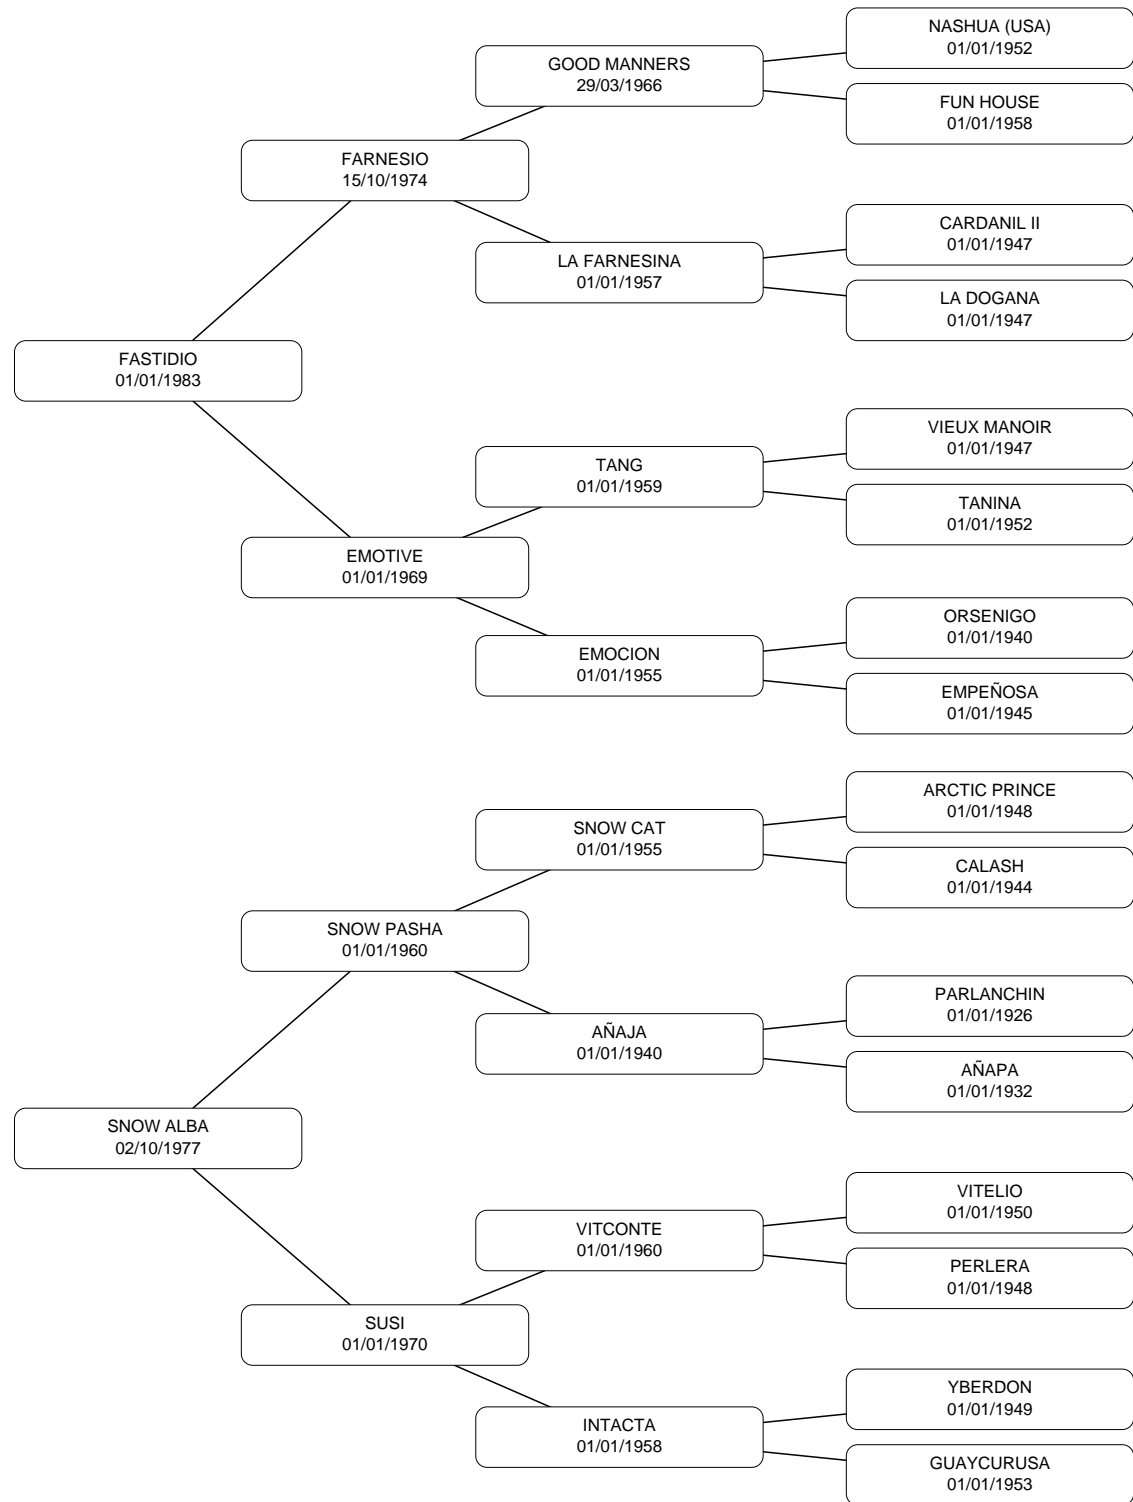 NASHUA (USA)
01/01/1952
GOOD MANNERS
29/03/1966
FUN HOUSE
01/01/1958
FARNESIO
15/10/1974
CARDANIL II
01/01/1947
LA FARNESINA
01/01/1957
LA DOGANA
01/01/1947
FASTIDIO
01/01/1983
VIEUX MANOIR
01/01/1947
TANG
01/01/1959
TANINA
01/01/1952
EMOTIVE
01/01/1969
ORSENIGO
01/01/1940
EMOCION
01/01/1955
EMPEÑOSA
01/01/1945
ARCTIC PRINCE
01/01/1948
SNOW CAT
01/01/1955
CALASH
01/01/1944
SNOW PASHA
01/01/1960
PARLANCHIN
01/01/1926
AÑAJA
01/01/1940
AÑAPA
01/01/1932
SNOW ALBA
02/10/1977
VITELIO
01/01/1950
VITCONTE
01/01/1960
PERLERA
01/01/1948
SUSI
01/01/1970
YBERDON
01/01/1949
INTACTA
01/01/1958
GUAYCURUSA
01/01/1953